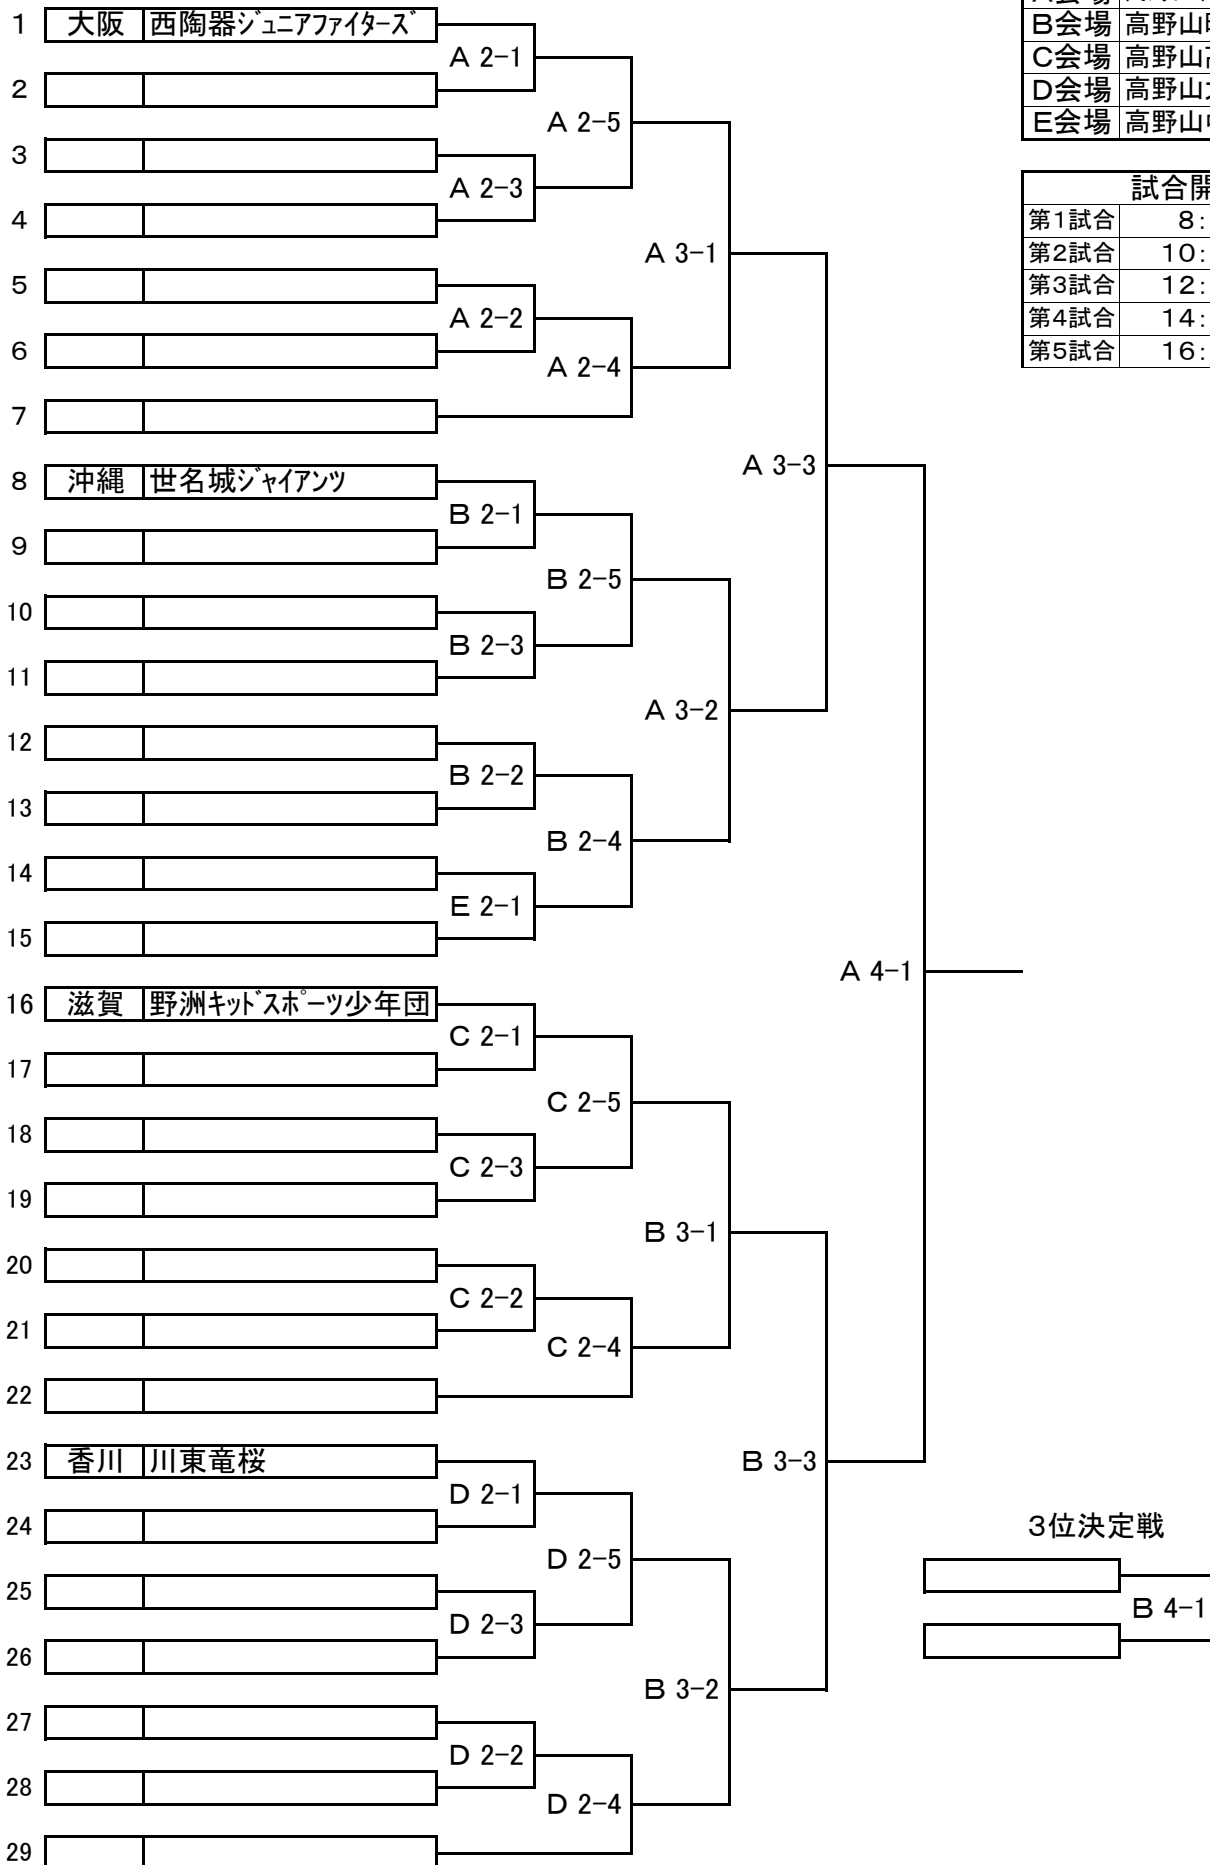 1 大阪 西陶器ｼﾞｭﾆｱﾌｧｲﾀｰｽﾞ
A 2-1
2
A 2-5
3
A 2-3
4
A 3-1
5
A 2-2
6
A 2-4
7
A 3-3
8 沖縄 世名城ｼﾞｬｲｱﾝﾂ
B 2-1
9
B 2-5
10
B 2-3
11
A 3-2
12
B 2-2
13
B 2-4
14
E 2-1
15
A 4-1
16 滋賀 野洲ｷｯﾄﾞｽﾎﾟｰﾂ少年団
C 2-1
17
C 2-5
18
C 2-3
19
B 3-1
20
C 2-2
21
C 2-4
22
B 3-3
23 香川 川東竜桜
D 2-1
24
D 2-5
25
D 2-3
26
B 3-2
27
D 2-2
28
D 2-4
29
B会場 高野山
C会場 高野山
D会場 高野山
E会場 高野山
試合開
第1試合 8:
第2試合 10:
第3試合 12:
第4試合 14:
第5試合 16:
3位決定戦
B 4-1